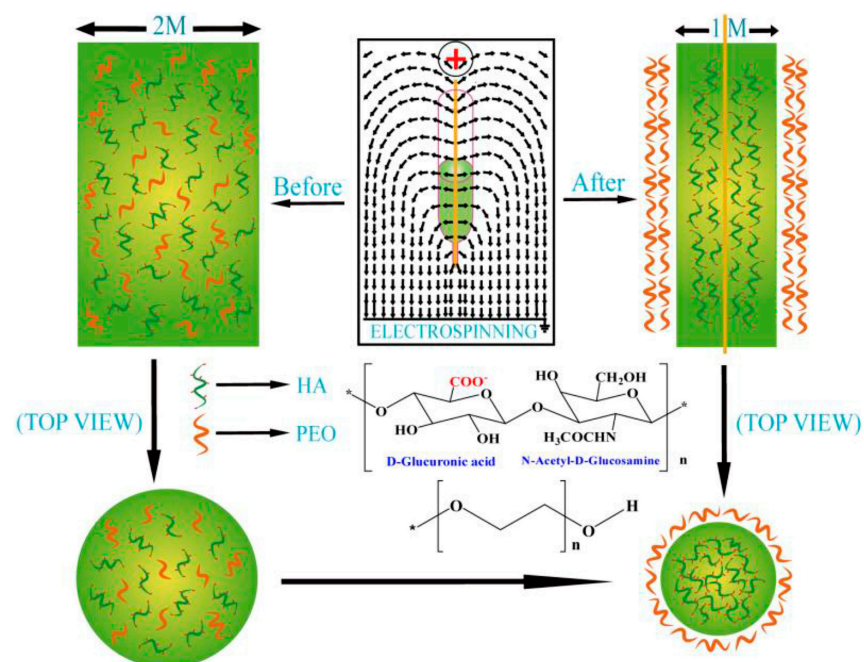 2M
1 M
+
Before
After
ELECTROSPINNING
HA
PEO
(TOP VIEW)
(TOP VIEW)
COO-
O
O
HO
OH
O
HO
CH2OH
O
H3COCHN
*
*
n
D-Glucuronic acid
N-Acetyl-D-Glucosamine
*
O
n
O
H